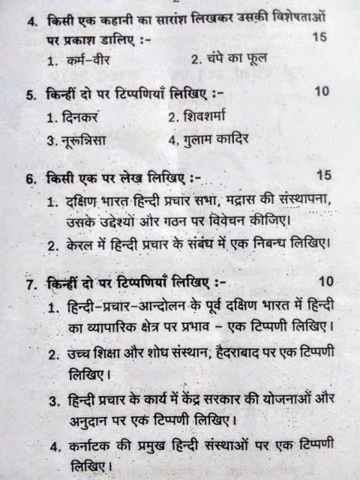 4. किसी एक कहानी का सारांश लिखकर उसकी विशेषताओं
पर प्रकाश डालिए :- 15
1. कर्म-वीर 2. चंपे का फूल
5. किन्हीं दो पर टिप्पणियाँ लिखिए :- 10
1. दिनकर 2. शिवशर्मा
3. नूरून्निसा 4. गुलाम कादिर
6. किसी एक पर लेख लिखिए :- 15
1. दक्षिण भारत हिन्दी प्रचार सभा, मद्रास की संस्थापना,
उसके उद्देश्यों और गठन पर विवेचन कीजिए।
2. केरल में हिन्दी प्रचार के संबंध में एक निबन्ध लिखिए।
7. किन्हीं दो पर टिप्पणियाँ लिखिए :- 10
1. हिन्दी-प्रचार-आन्दोलन के पूर्व दक्षिण भारत में हिन्दी
का व्यापारिक क्षेत्र पर प्रभाव - एक टिप्पणी लिखिए।
2. उच्च शिक्षा और शोध संस्थान, हैदराबाद पर एक टिप्पणी
लिखिए।
3. हिन्दी प्रचार के कार्य में केंद्र सरकार की योजनाओं और
अनुदान पर एक टिप्पणी लिखिए।
4. कर्नाटक की प्रमुख हिन्दी संस्थाओं पर एक टिप्पणी
लिखिए।